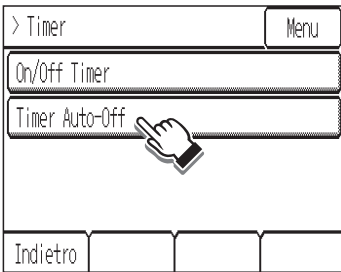 > Timer
Menu
On/Off Timer
Timer Auto-Off
Indietro